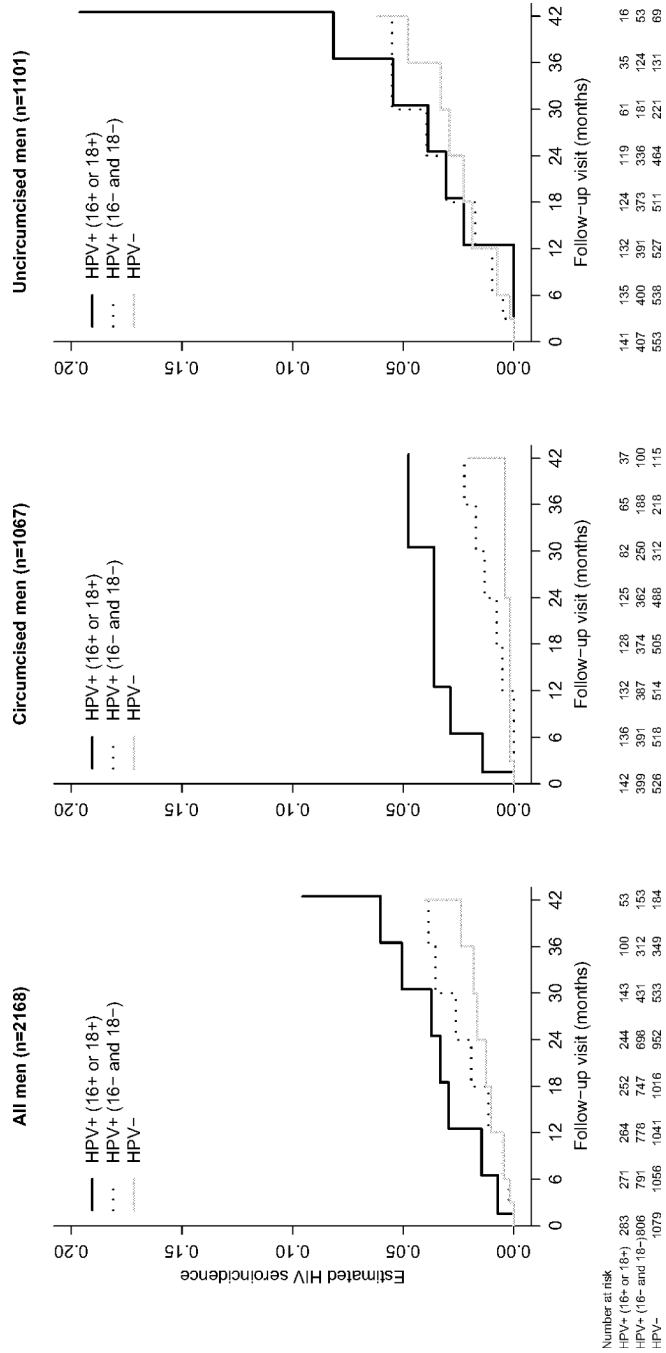 All men (n=2168)
Estimated HIV seroincidence
0.20
0.15
0.10
0.05
0.00
HPV+ (16+ or 18+)
HPV+ (16− and 18−)
HPV−
0 6 12 18 24 30 36 42
Follow−up visit (months)
Circumcised men (n=1067)
0.20
0.15
0.10
0.05
0.00
HPV+ (16+ or 18+)
HPV+ (16− and 18−)
HPV−
0 6 12 18 24 30 36 42
Follow−up visit (months)
Uncircumcised men (n=1101)
0.20
0.15
0.10
0.05
0.00
HPV+ (16+ or 18+)
HPV+ (16− and 18−)
HPV−
0 6 12 18 24 30 36 42
Follow−up visit (months)
Number at risk
HPV+ (16+ or 18+) 283 271 264 252 244 143 100 53 142 136 132 128 125 82 65 37 141 135 132 124 119 61 35 16
HPV+ (16− and 18−) 806 791 778 747 698 431 312 153 399 391 387 374 362 250 188 100 407 400 391 373 336 181 124 53
HPV− 1079 1056 1041 1016 952 533 349 184 526 518 514 505 488 312 218 115 553 538 527 511 464 221 131 69